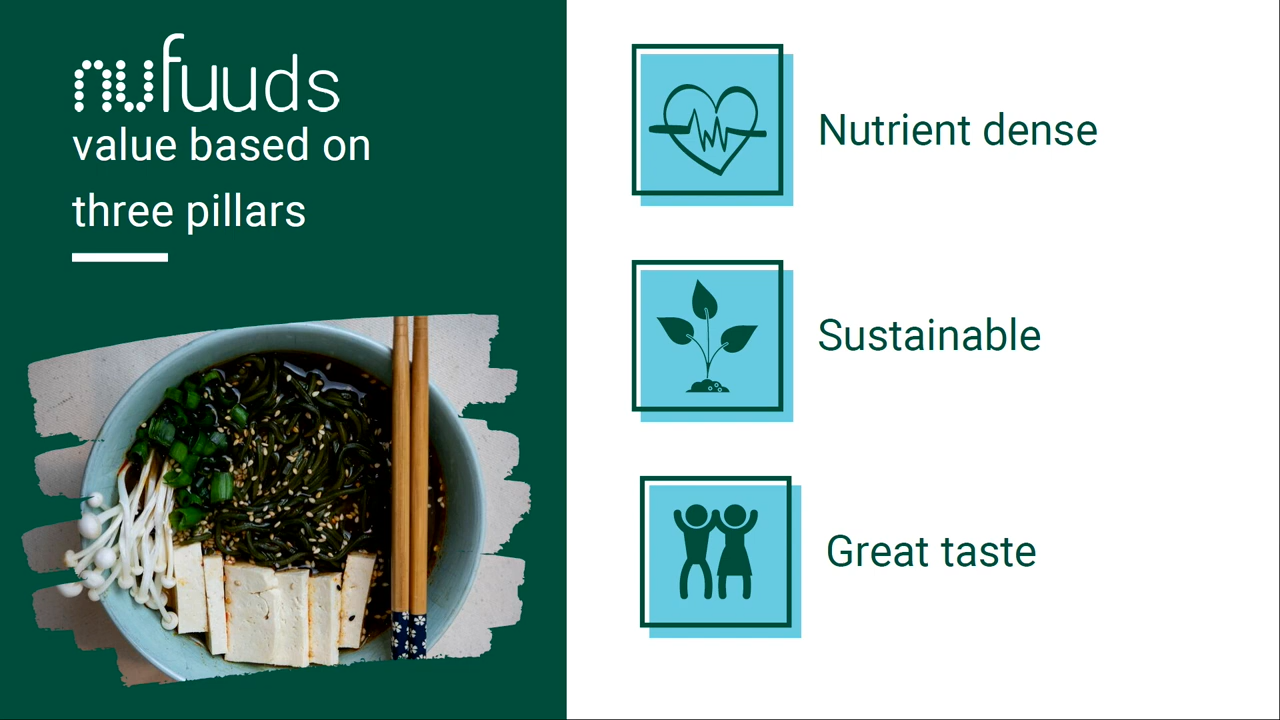 nufuuds
value based on
three pillars
Nutrient dense
Sustainable
Great taste